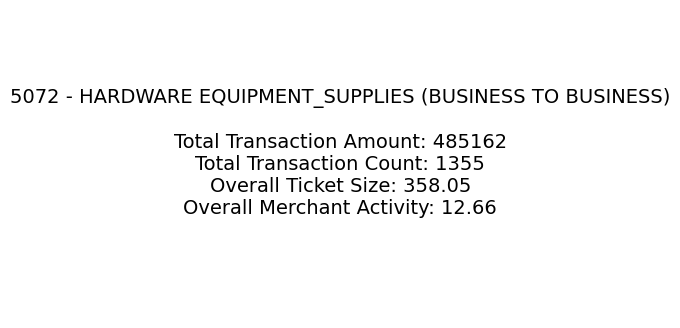 5072 - HARDWARE EQUIPMENT_SUPPLIES (BUSINESS TO BUSINESS)
Total Transaction Amount: 485162
Total Transaction Count: 1355
Overall Ticket Size: 358.05
Overall Merchant Activity: 12.66